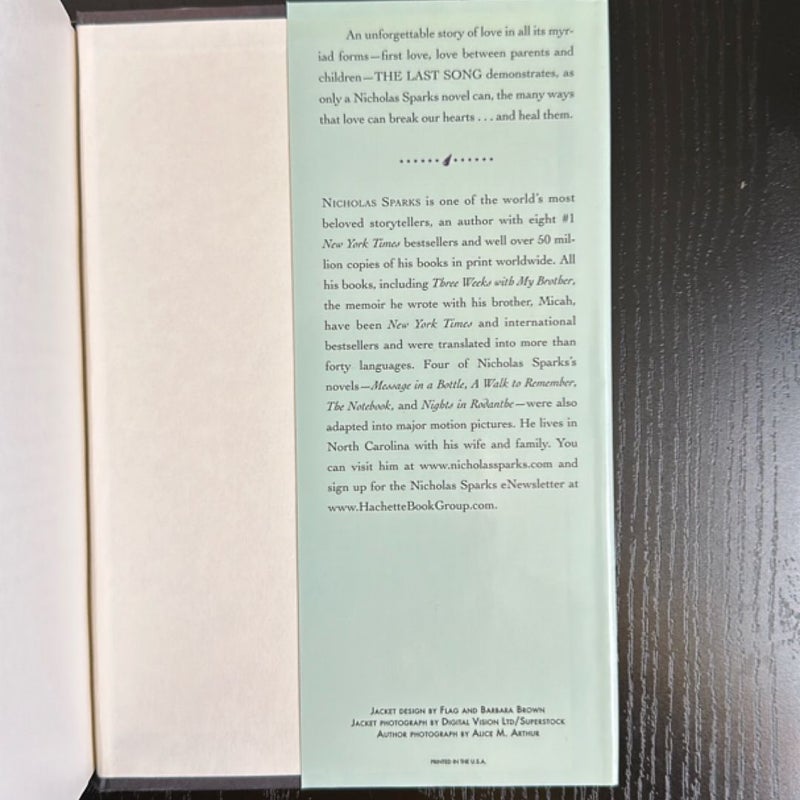 An unforgettable story of love in all its myr-
iad forms—first love, love between parents and
children—THE LAST SONG demonstrates, as
only a Nicholas Sparks novel can, the many ways
that love can break our hearts . . . and heal them.
NICHOLAS SPARKS is one of the world's most
beloved storytellers, an author with eight #1
New York Times bestsellers and well over 50 mil-
lion copies of his books in print worldwide. All
his books, including Three Weeks with My Brother,
the memoir he wrote with his brother, Micah,
have been New York Times and international
bestsellers and were translated into more than
forty languages. Four of Nicholas Sparks's
novels—Message in a Bottle, A Walk to Remember,
The Notebook, and Nights in Rodanthe—were also
adapted into major motion pictures. He lives in
North Carolina with his wife and family. You
can visit him at www.nicholassparks.com and
sign up for the Nicholas Sparks eNewsletter at
www.HachetteBookGroup.com.
JACKET DESIGN BY FLAG AND BARBARA BROWN
JACKET PHOTOGRAPH BY DIGITAL VISION LTD/SUPERSTOCK
AUTHOR PHOTOGRAPH BY ALICE M. ARTHUR
PRINTED IN THE U.S.A.